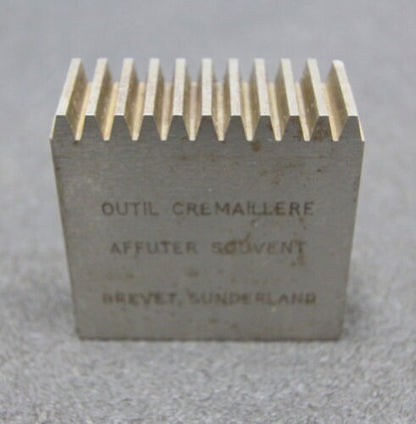 OUTIL CREMAILLERE
AFFUTER SOUVENT
BREVET, SUNDERLAND